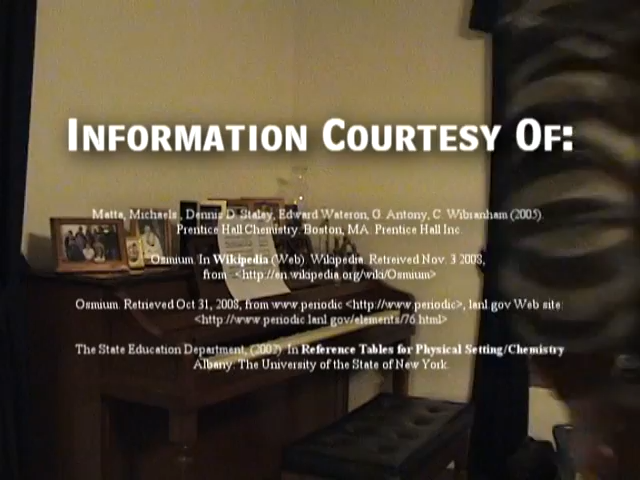 INFORMATION COURTESY OF:
Matta, Michaels , Dennis D. Staley, Edward Wateron, G. Antony, C. Wibranham (2005).
Prentice Hall Chemistry. Boston, MA: Prentice Hall Inc.
Osmium. In Wikipedia (Web). Wikipedia. Retreived Nov. 3 2008,
from <http://en.wikipedia.org/wiki/Osmium>
Osmium. Retrieved Oct 31, 2008, from www.periodic <http://www.periodic>, lanl.gov Web site:
<http://www.periodic.lanl.gov/elements/76.html>
The State Education Department, (2002). In Reference Tables for Physical Setting/Chemistry
Albany: The University of the State of New York.